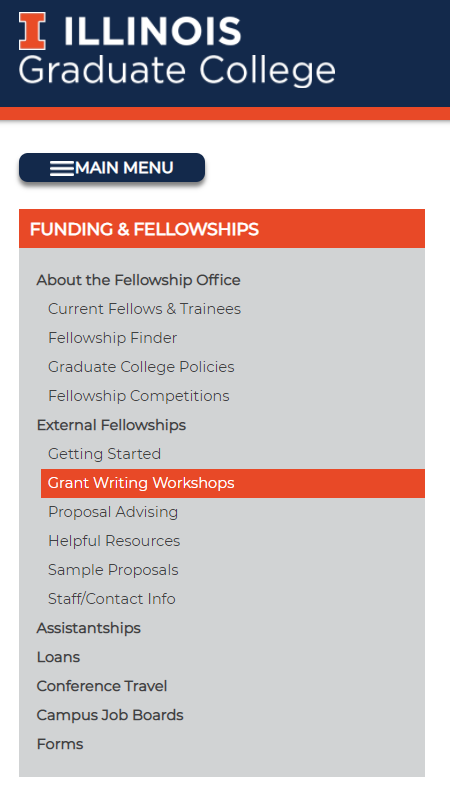 I ILLINOIS
Graduate College
MAIN MENU
FUNDING & FELLOWSHIPS
About the Fellowship Office
Current Fellows & Trainees
Fellowship Finder
Graduate College Policies
Fellowship Competitions
External Fellowships
Getting Started
Grant Writing Workshops
Proposal Advising
Helpful Resources
Sample Proposals
Staff/Contact Info
Assistantships
Loans
Conference Travel
Campus Job Boards
Forms